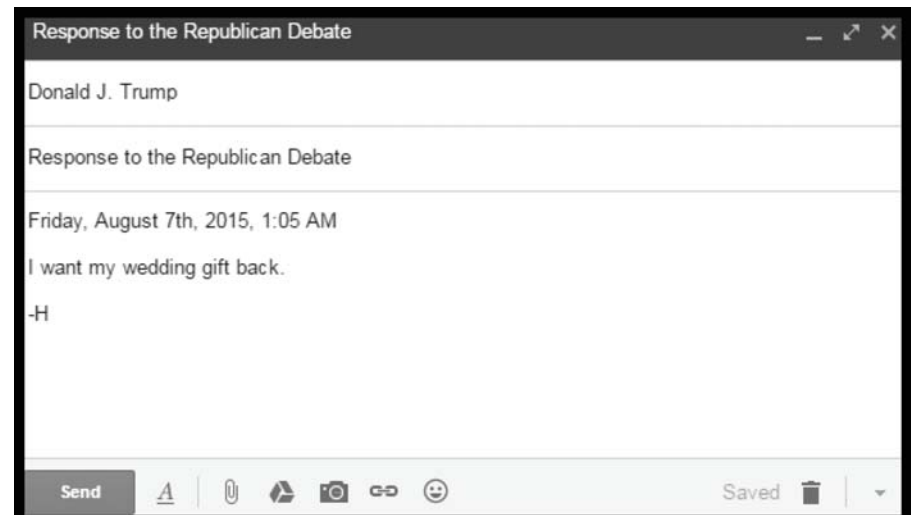 Response to the Republican Debate
Donald J. Trump
Response to the Republican Debate
Friday, August 7th, 2015, 1:05 AM
I want my wedding gift back.
-H
Send A Saved